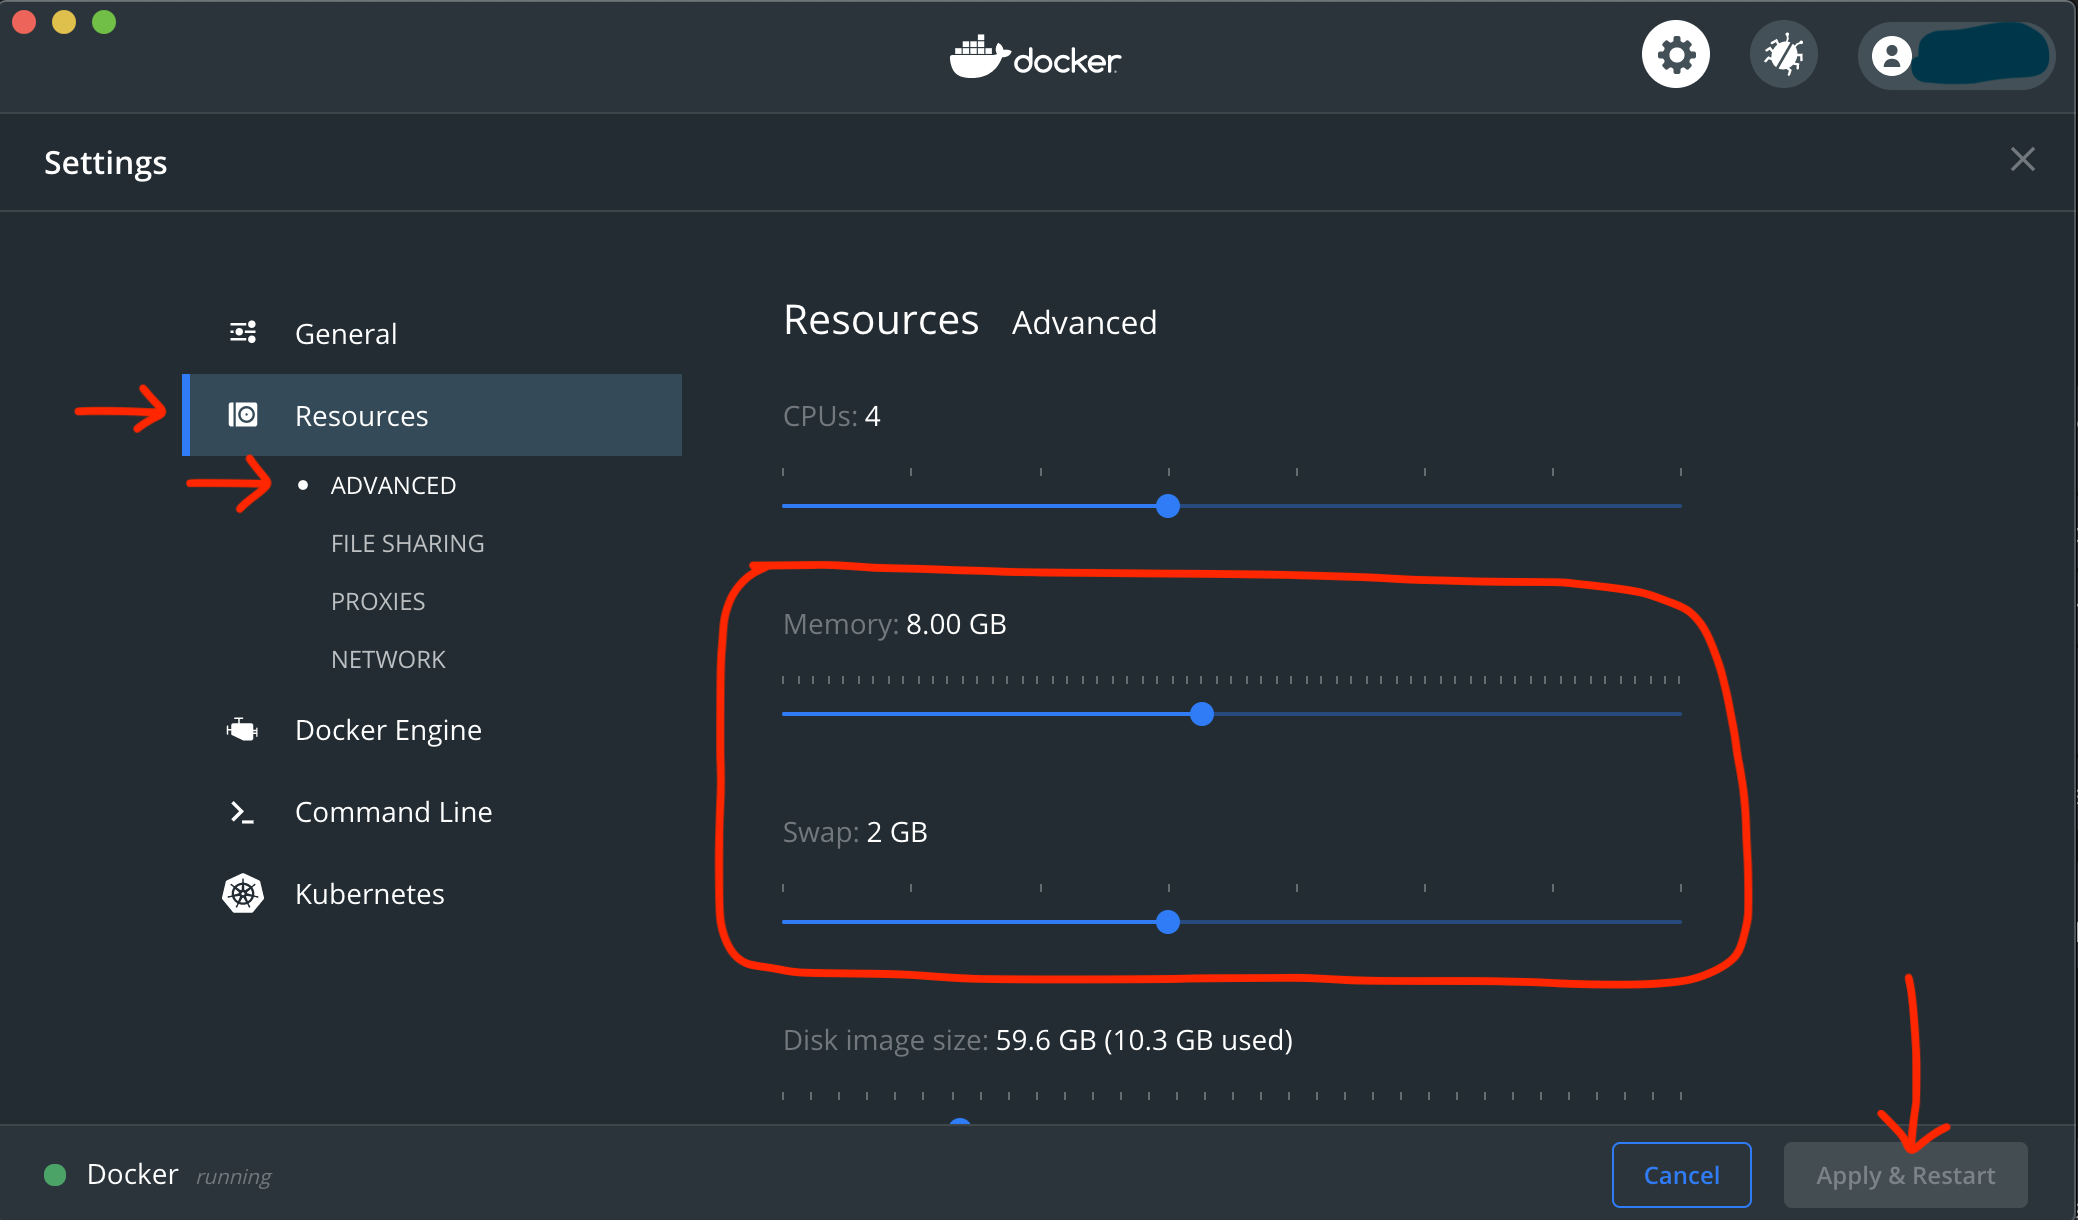 docker
Settings
General
Resources
ADVANCED
FILE SHARING
PROXIES
NETWORK
Docker Engine
Command Line
Kubernetes
Resources Advanced
CPUs: 4
Memory: 8.00 GB
Swap: 2 GB
Disk image size: 59.6 GB (10.3 GB used)
Docker running
Cancel
Apply & Restart